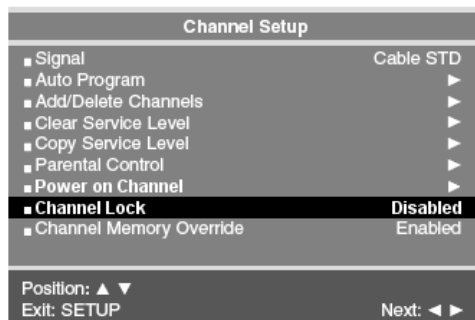 Channel Setup
■ Signal Cable STD
■ Auto Program ►
■ Add/Delete Channels ►
■ Clear Service Level ►
■ Copy Service Level ►
■ Parental Control ►
■ Power on Channel ►
■ Channel Lock Disabled
■ Channel Memory Override Enabled
Position: ▲ ▼
Exit: SETUP Next: ◄ ►